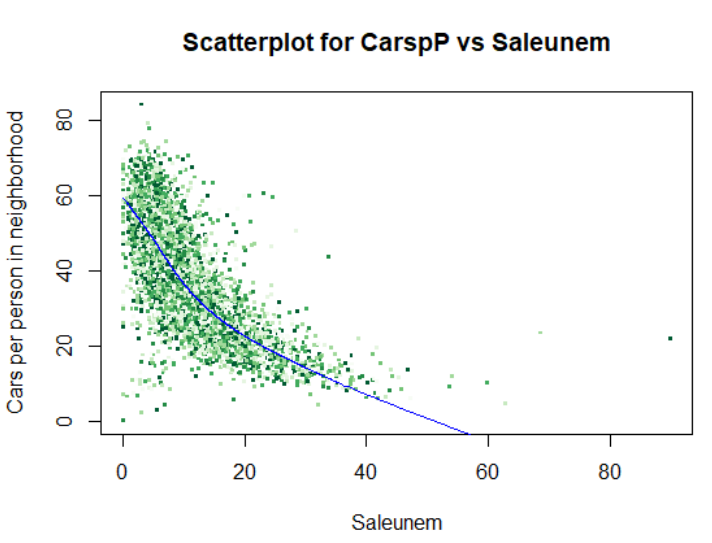 Scatterplot for CarspP vs Saleunem
Cars per person in neighborhood
80
60
40
20
0
0 20 40 60 80
Saleunem